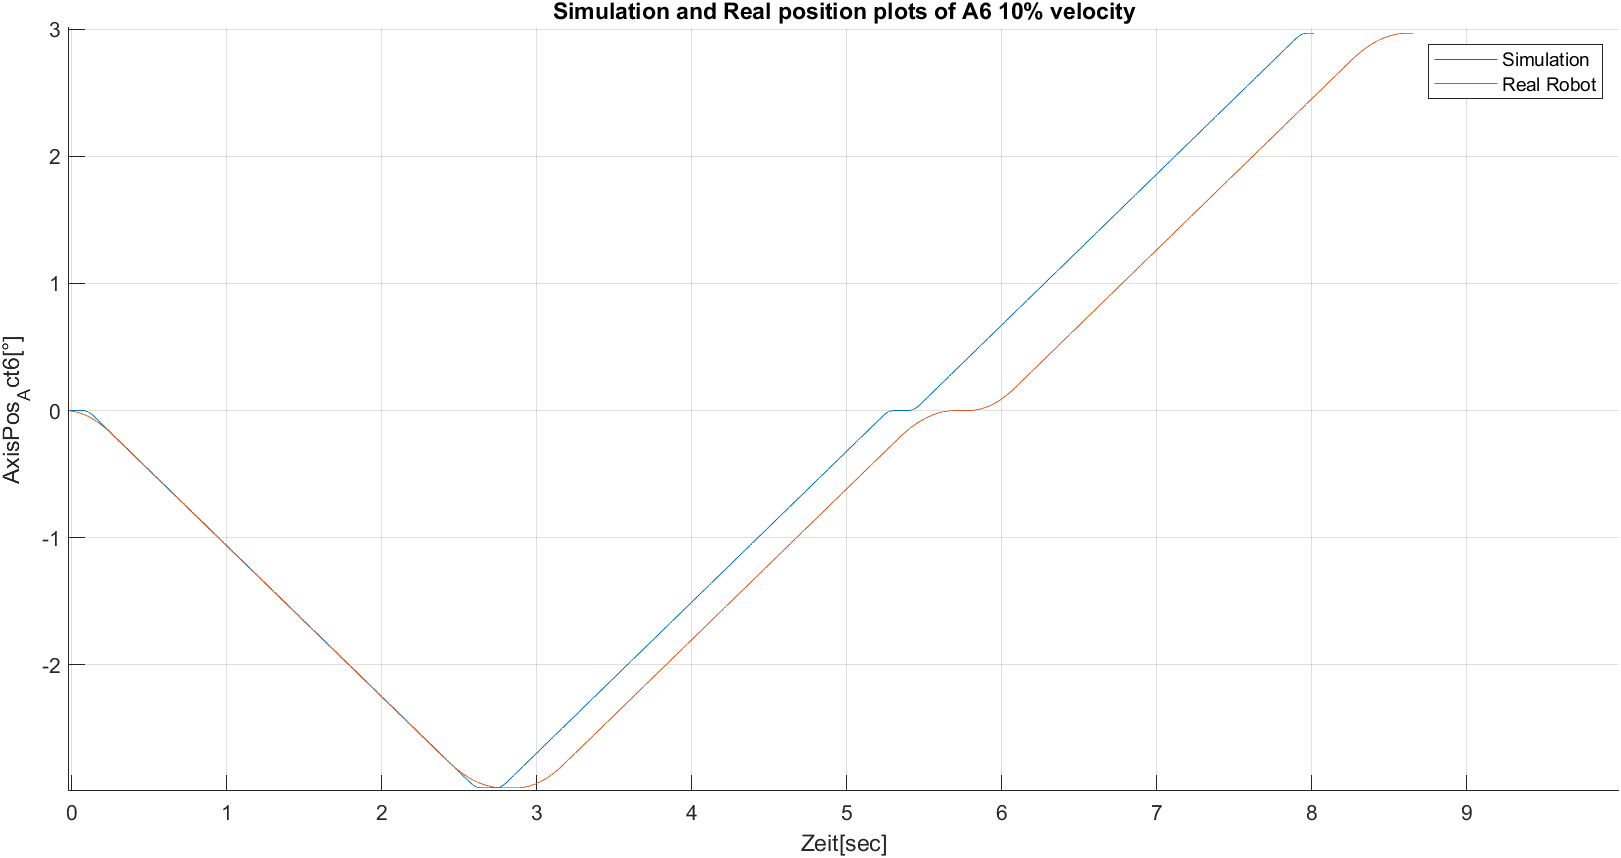 Simulation and Real position plots of A6 10% velocity
Simulation
Real Robot
3
2
1
0
-1
-2
AxisPos_Act6[°]
0 1 2 3 4 5 6 7 8 9
Zeit[sec]